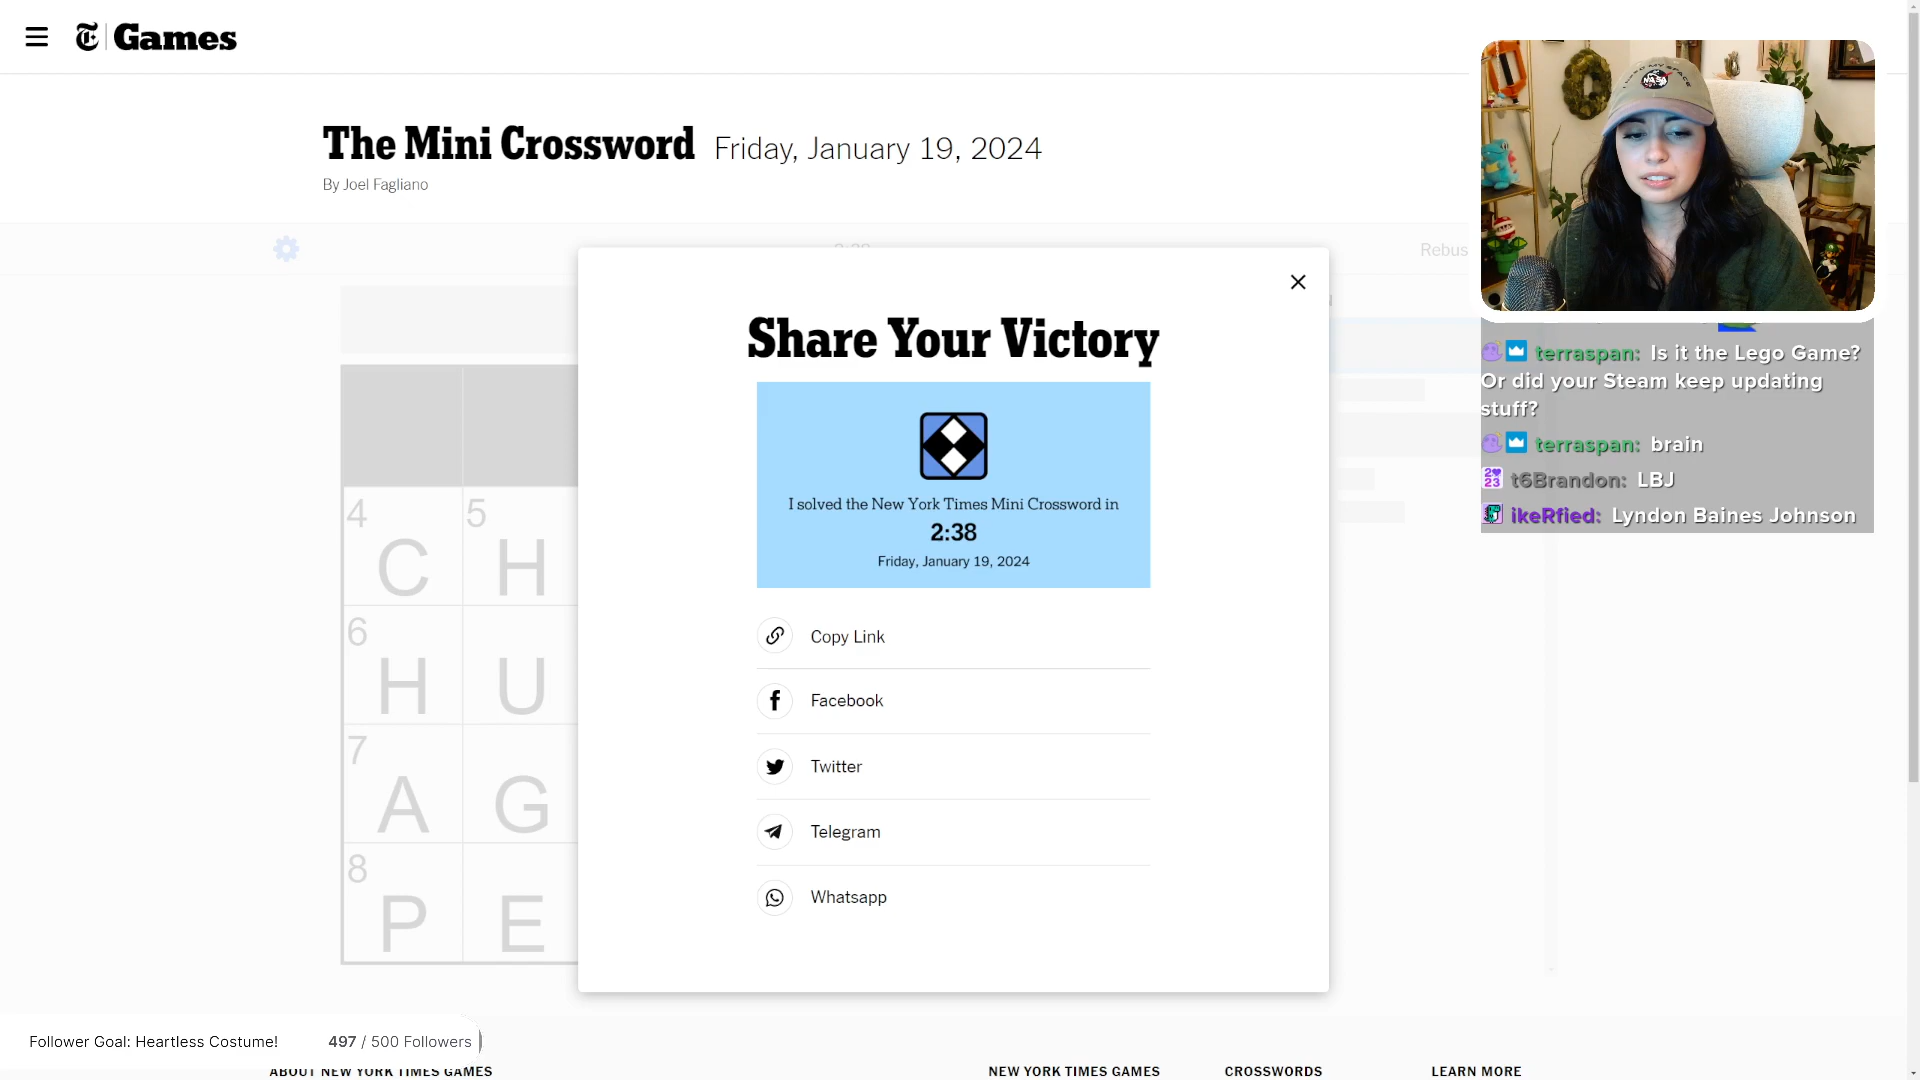 Games
The Mini Crossword Friday, January 19, 2024
By Joel Fagliano
Rebus
Share Your Victory
I solved the New York Times Mini Crossword in
2:38
Friday, January 19, 2024
Copy Link
Facebook
Twitter
Telegram
Whatsapp
4 C 5 H
6 H U
7 A G
8 P E
NASA
terraspan: Is it the Lego Game?
Or did your Steam keep updating
stuff?
terraspan: brain
t6Brandon: LBJ
ikeRfied: Lyndon Baines Johnson
Follower Goal: Heartless Costume! 497 / 500 Followers
ABOUT NEW YORK TIMES GAMES
NEW YORK TIMES GAMES
CROSSWORDS
LEARN MORE